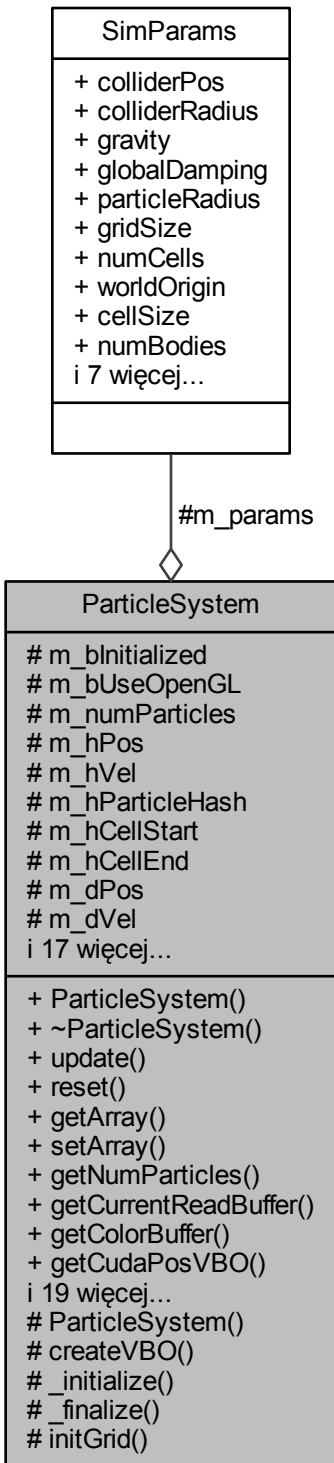 SimParams
+ colliderPos
+ colliderRadius
+ gravity
+ globalDamping
+ particleRadius
+ gridSize
+ numCells
+ worldOrigin
+ cellSize
+ numBodies
i 7 więcej...
#m_params
ParticleSystem
# m_bInitialized
# m_bUseOpenGL
# m_numParticles
# m_hPos
# m_hVel
# m_hParticleHash
# m_hCellStart
# m_hCellEnd
# m_dPos
# m_dVel
i 17 więcej...
+ ParticleSystem()
+ ~ParticleSystem()
+ update()
+ reset()
+ getArray()
+ setArray()
+ getNumParticles()
+ getCurrentReadBuffer()
+ getColorBuffer()
+ getCudaPosVBO()
i 19 więcej...
# ParticleSystem()
# createVBO()
# _initialize()
# _finalize()
# initGrid()